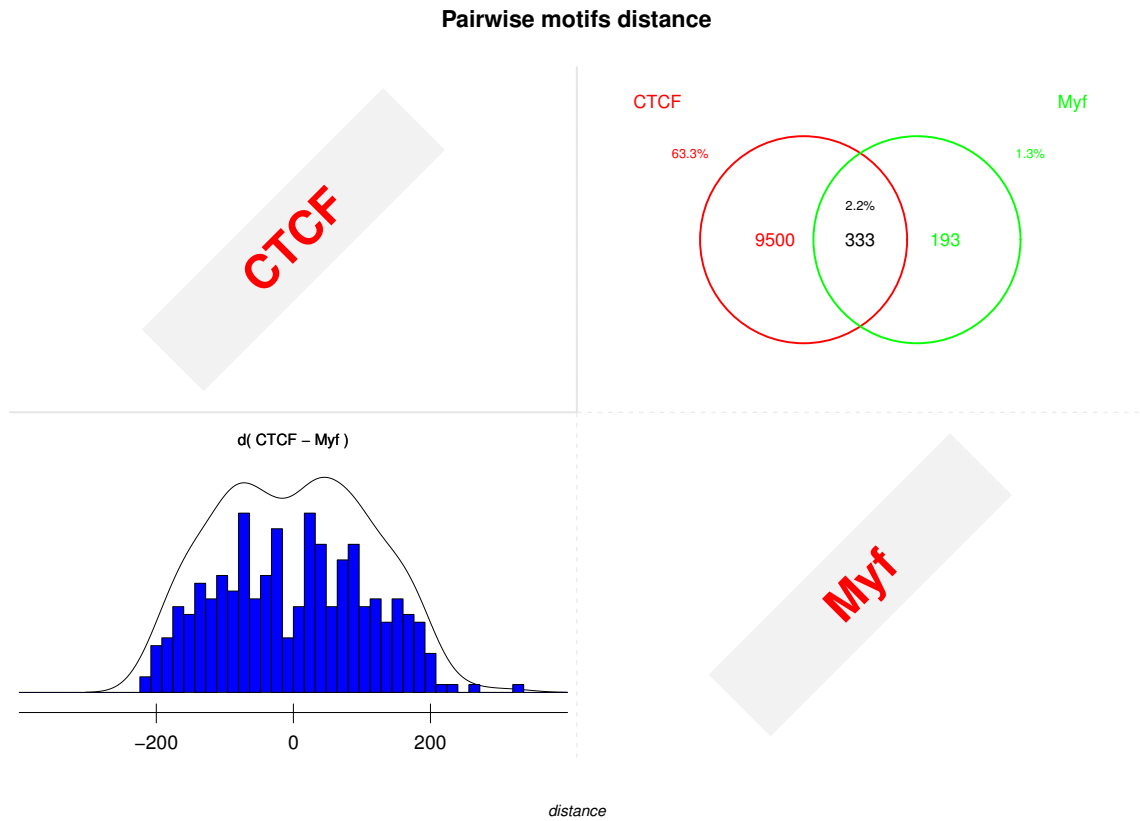 Pairwise motifs distance
CTCF
CTCF
Myf
63.3%
1.3%
2.2%
9500
333
193
d( CTCF − Myf )
−200
0
200
Myf
distance